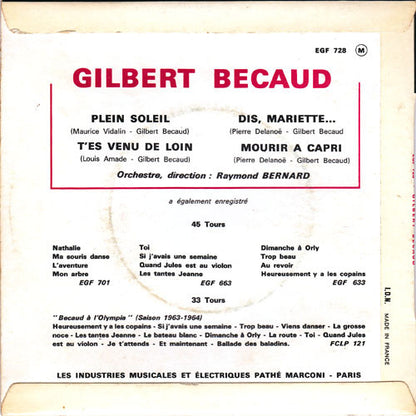 EGF 728 M
GILBERT BECAUD
PLEIN SOLEIL
(Maurice Vidalin - Gilbert Becaud)
T'ES VENU DE LOIN
(Louis Amade - Gilbert Becaud)
DIS, MARIETTE...
(Pierre Delanoë - Gilbert Becaud
MOURIR A CAPRI
(Pierre Delanoë - Gilbert Becaud)
Orchestre, direction : Raymond BERNARD
a également enregistré
45 Tours
Nathalie
Ma souris danse
L'aventure
Mon arbre
EGF 701
Toi
Si j'avais une semaine
Quand Jules est au violon
Les tantes Jeanne
EGF 663
Dimanche à Orly
Trop beau
Au revoir
Heureusement y a les copains
EGF 633
33 Tours
"Becaud à l'Olympia" (Saison 1963-1964)
Heureusement y a les copains - Si j'avais une semaine - Trop beau - Viens danser - La grosse
noce - Les tantes Jeanne - Le bateau blanc - Dimanche à Orly - La route - Toi - Quand Jules
est au violon - Je t'attends - Et maintenant - Ballade des baladins.
FCLP 121
LES INDUSTRIES MUSICALES ET ÉLECTRIQUES PATHÉ MARCONI - PARIS
I.D.N. MADE IN FRANCE